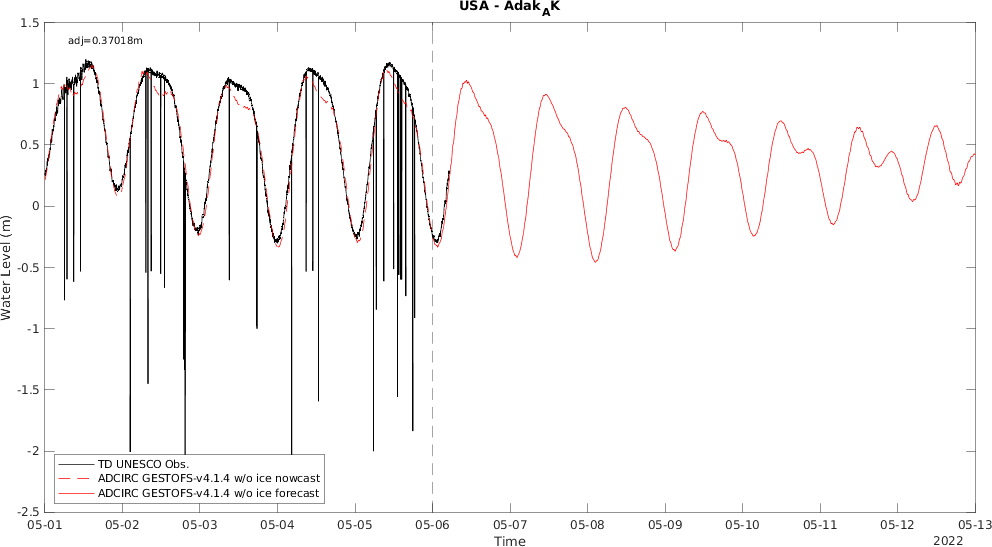 USA - Adak_AK
adj=0.37018m
1.5
1
0.5
0
-0.5
-1
-1.5
-2
-2.5
Water Level (m)
TD UNESCO Obs.
ADCIRC GESTOFS-v4.1.4 w/o ice nowcast
ADCIRC GESTOFS-v4.1.4 w/o ice forecast
05-01 05-02 05-03 05-04 05-05 05-06 05-07 05-08 05-09 05-10 05-11 05-12 05-13
Time
2022